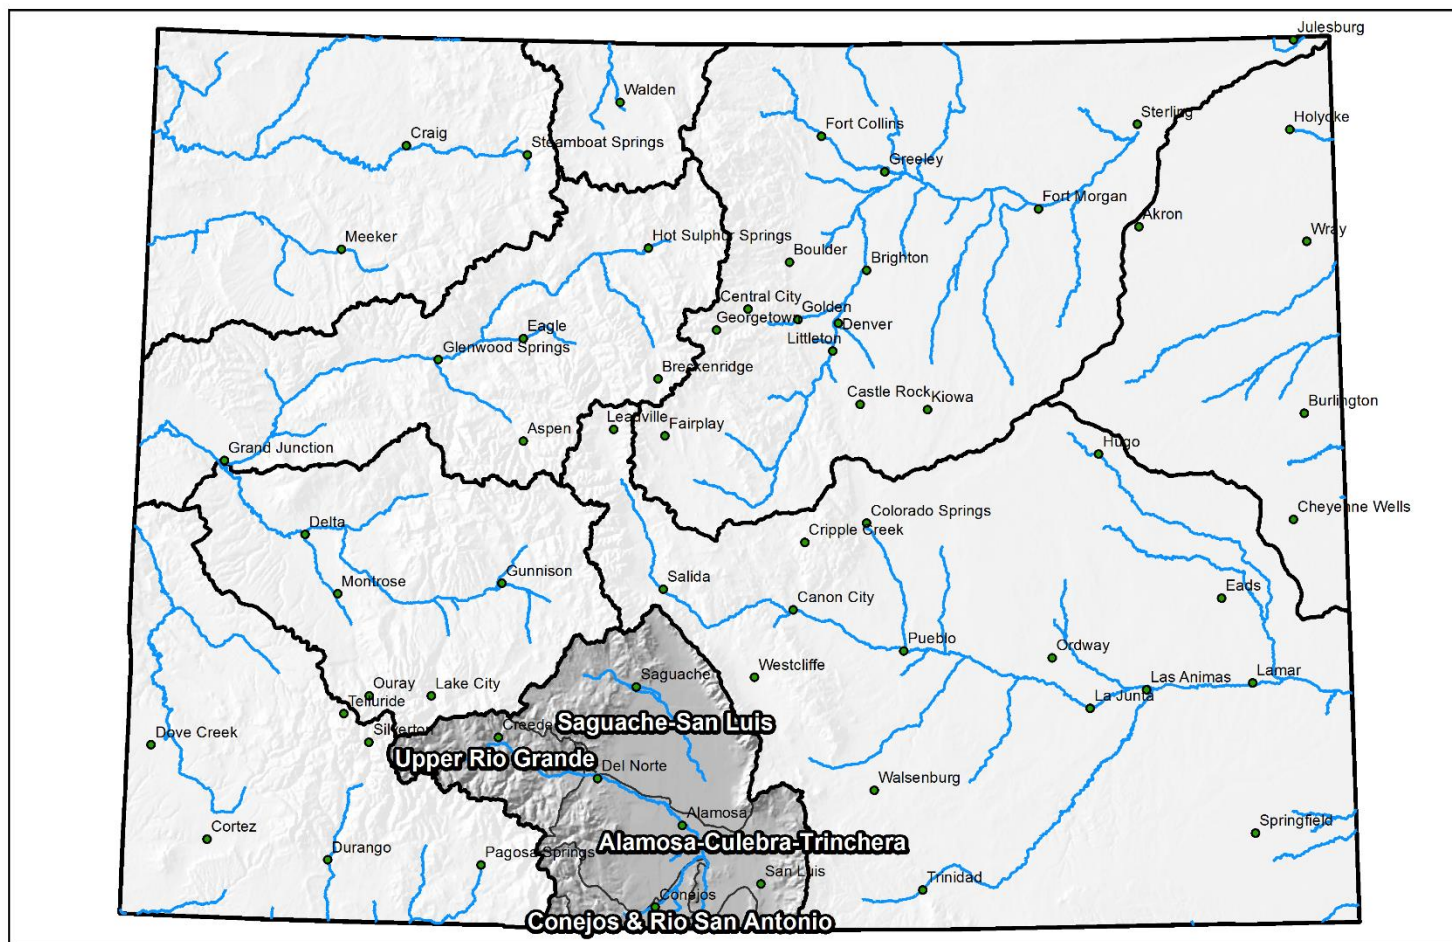 Julesburg
Walden
Holyoke
Sterling
Fort Collins
Craig
Steamboat Springs
Greeley
Fort Morgan
Akron
Wray
Meeker
Hot Sulphur Springs
Boulder
Brighton
Central City
Golden
Georgetown
Denver
Eagle
Littleton
Glenwood Springs
Breckenridge
Castle Rock
Kiowa
Burlington
Leadville
Fairplay
Aspen
Hugo
Grand Junction
Cheyenne Wells
Colorado Springs
Delta
Cripple Creek
Gunnison
Montrose
Salida
Eads
Canon City
Pueblo
Ordway
Westcliffe
Saguache
Lamar
Las Animas
Ouray
Lake City
La Junta
Telluride
Saguache-San Luis
Creede
Silverton
Dove Creek
Upper Rio Grande
Del Norte
Walsenburg
Alamosa
Springfield
Cortez
Alamosa-Culebra-Trinchera
Durango
Pagosa Springs
San Luis
Trinidad
Conejos
Conejos & Rio San Antonio